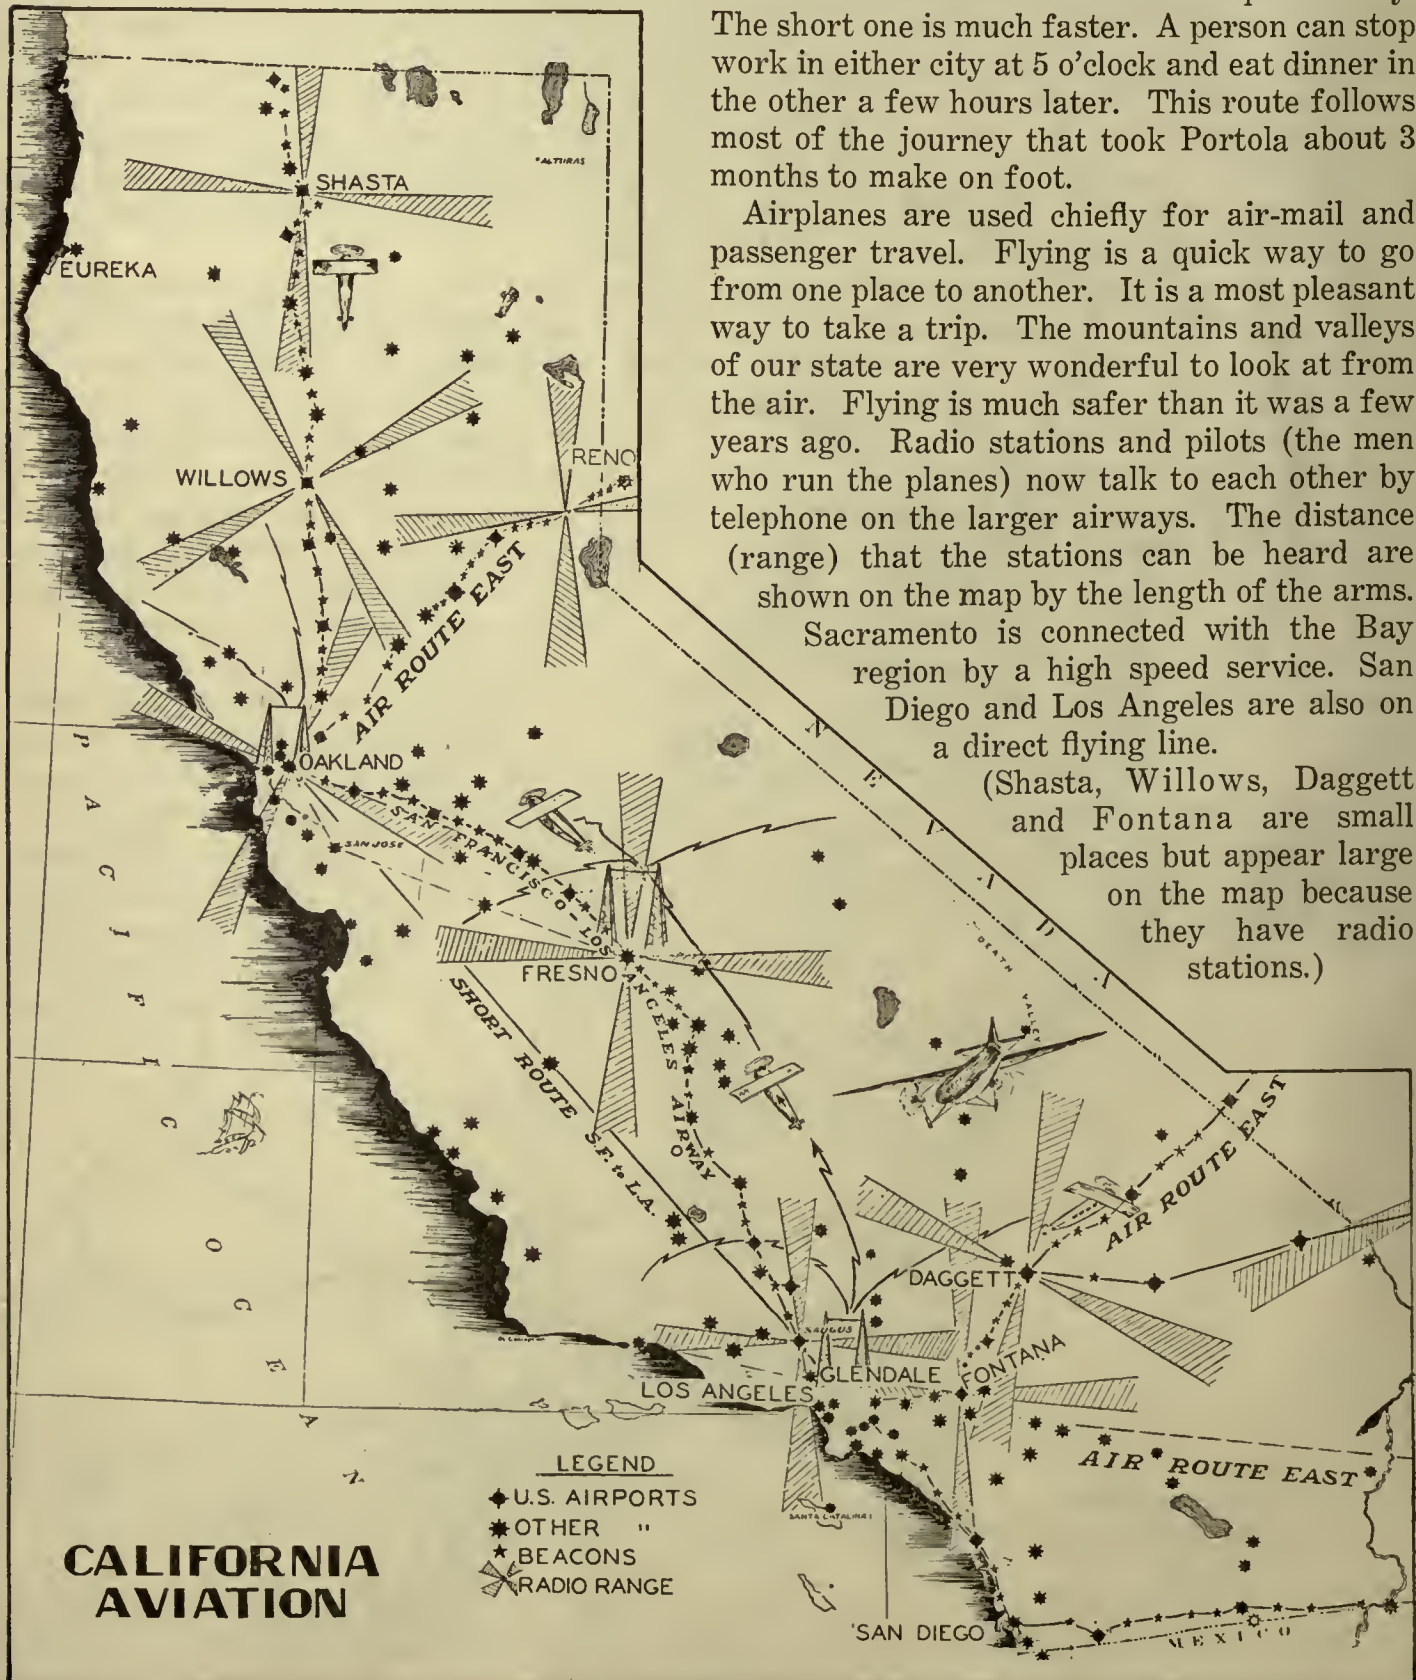 The short one is much faster. A person can stop
work in either city at 5 o'clock and eat dinner in
the other a few hours later. This route follows
most of the journey that took Portola about 3
months to make on foot.
Airplanes are used chiefly for air-mail and
passenger travel. Flying is a quick way to go
from one place to another. It is a most pleasant
way to take a trip. The mountains and valleys
of our state are very wonderful to look at from
the air. Flying is much safer than it was a few
years ago. Radio stations and pilots (the men
who run the planes) now talk to each other by
telephone on the larger airways. The distance
(range) that the stations can be heard are
shown on the map by the length of the arms.
Sacramento is connected with the Bay
region by a high speed service. San
Diego and Los Angeles are also on
a direct flying line.
(Shasta, Willows, Daggett
and Fontana are small
places but appear large
on the map because
they have radio
stations.)
ALTURAS
SHASTA
EUREKA
WILLOWS
RENO
AIR ROUTE EAST
OAKLAND
SAN JOSE
SAN FRANCISCO-LOS ANGELES AIRWAY
FRESNO
SHORT ROUTE S.F. to L.A.
NEVADA
DEATH
VALLEY
PACIFIC
OCEAN
AIR ROUTE EAST
DAGGETT
SAUGUS
GLENDALE
FONTANA
LOS ANGELES
AIR ROUTE EAST
SANTA CATALINA I
SAN DIEGO
MEXICO
LEGEND
U.S. AIRPORTS
OTHER "
BEACONS
RADIO RANGE
CALIFORNIA
AVIATION